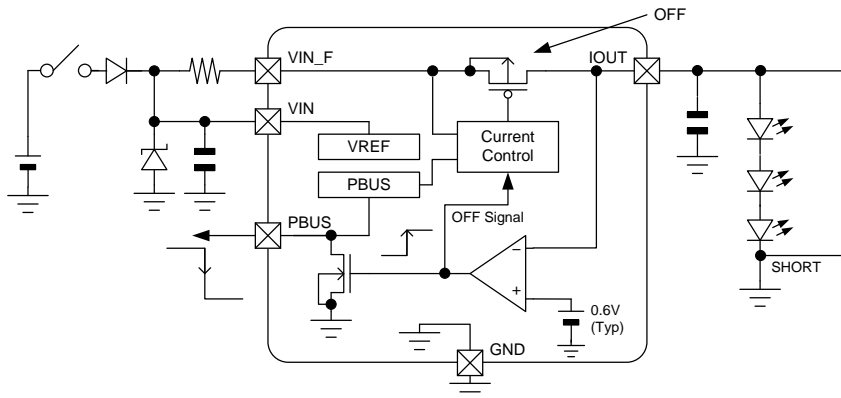 OFF
VIN_F
IOUT
VIN
VREF
Current
Control
PBUS
PBUS
OFF Signal
−
+
0.6V
(Typ)
SHORT
GND